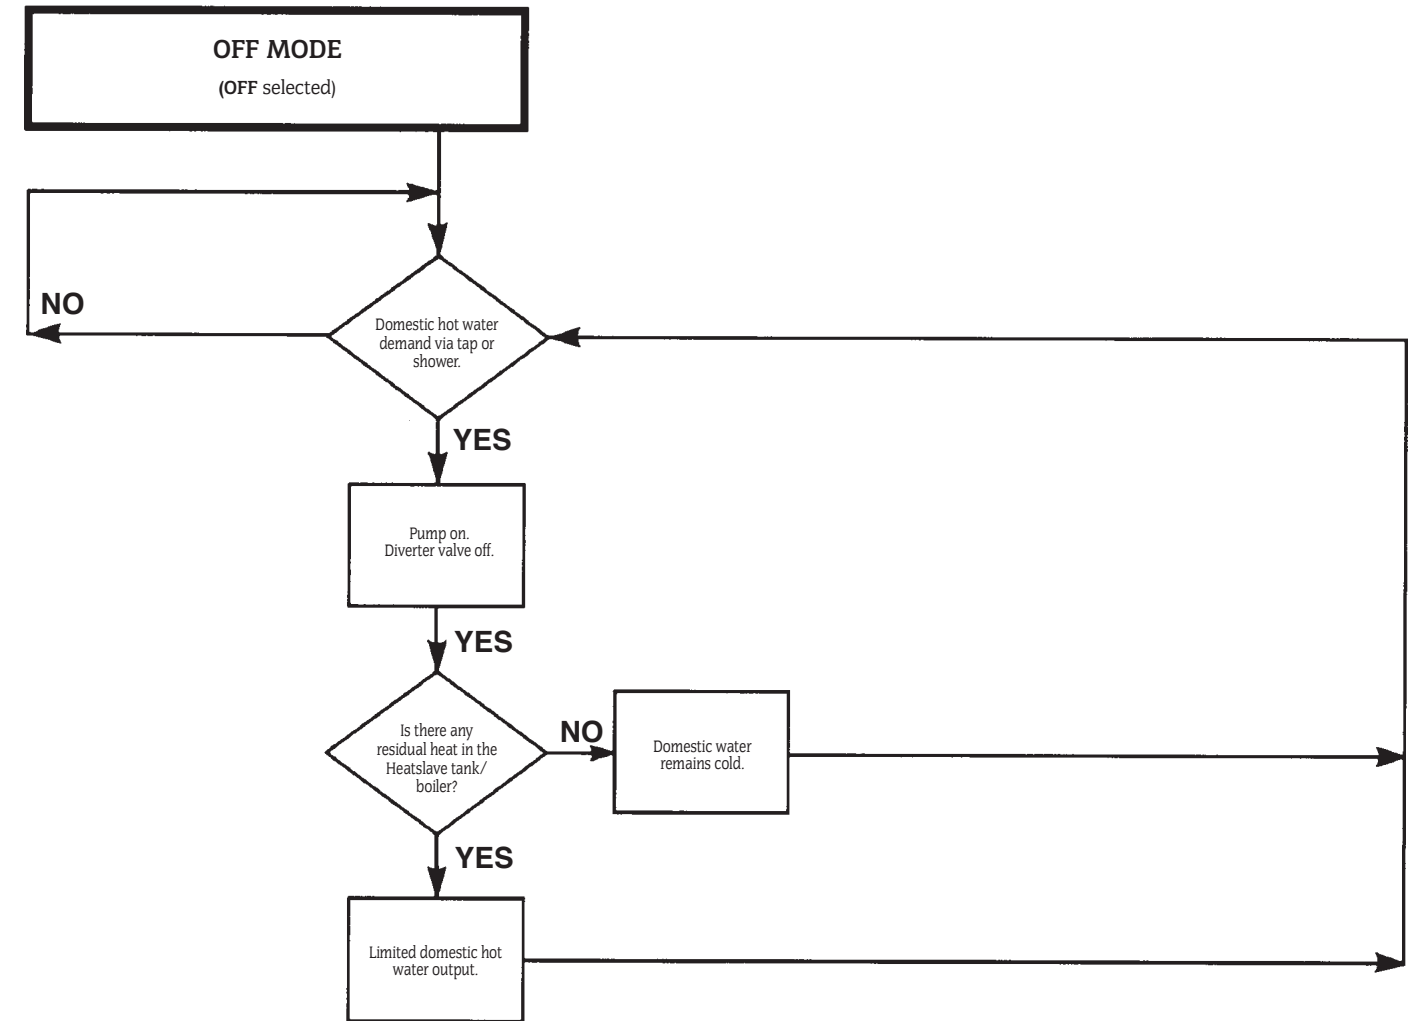 OFF MODE
(OFF selected)
NO
Domestic hot water
demand via tap or
shower.
YES
Pump on.
Diverter valve off.
YES
Is there any
residual heat in the
Heatslave tank/
boiler?
NO
Domestic water
remains cold.
YES
Limited domestic hot
water output.